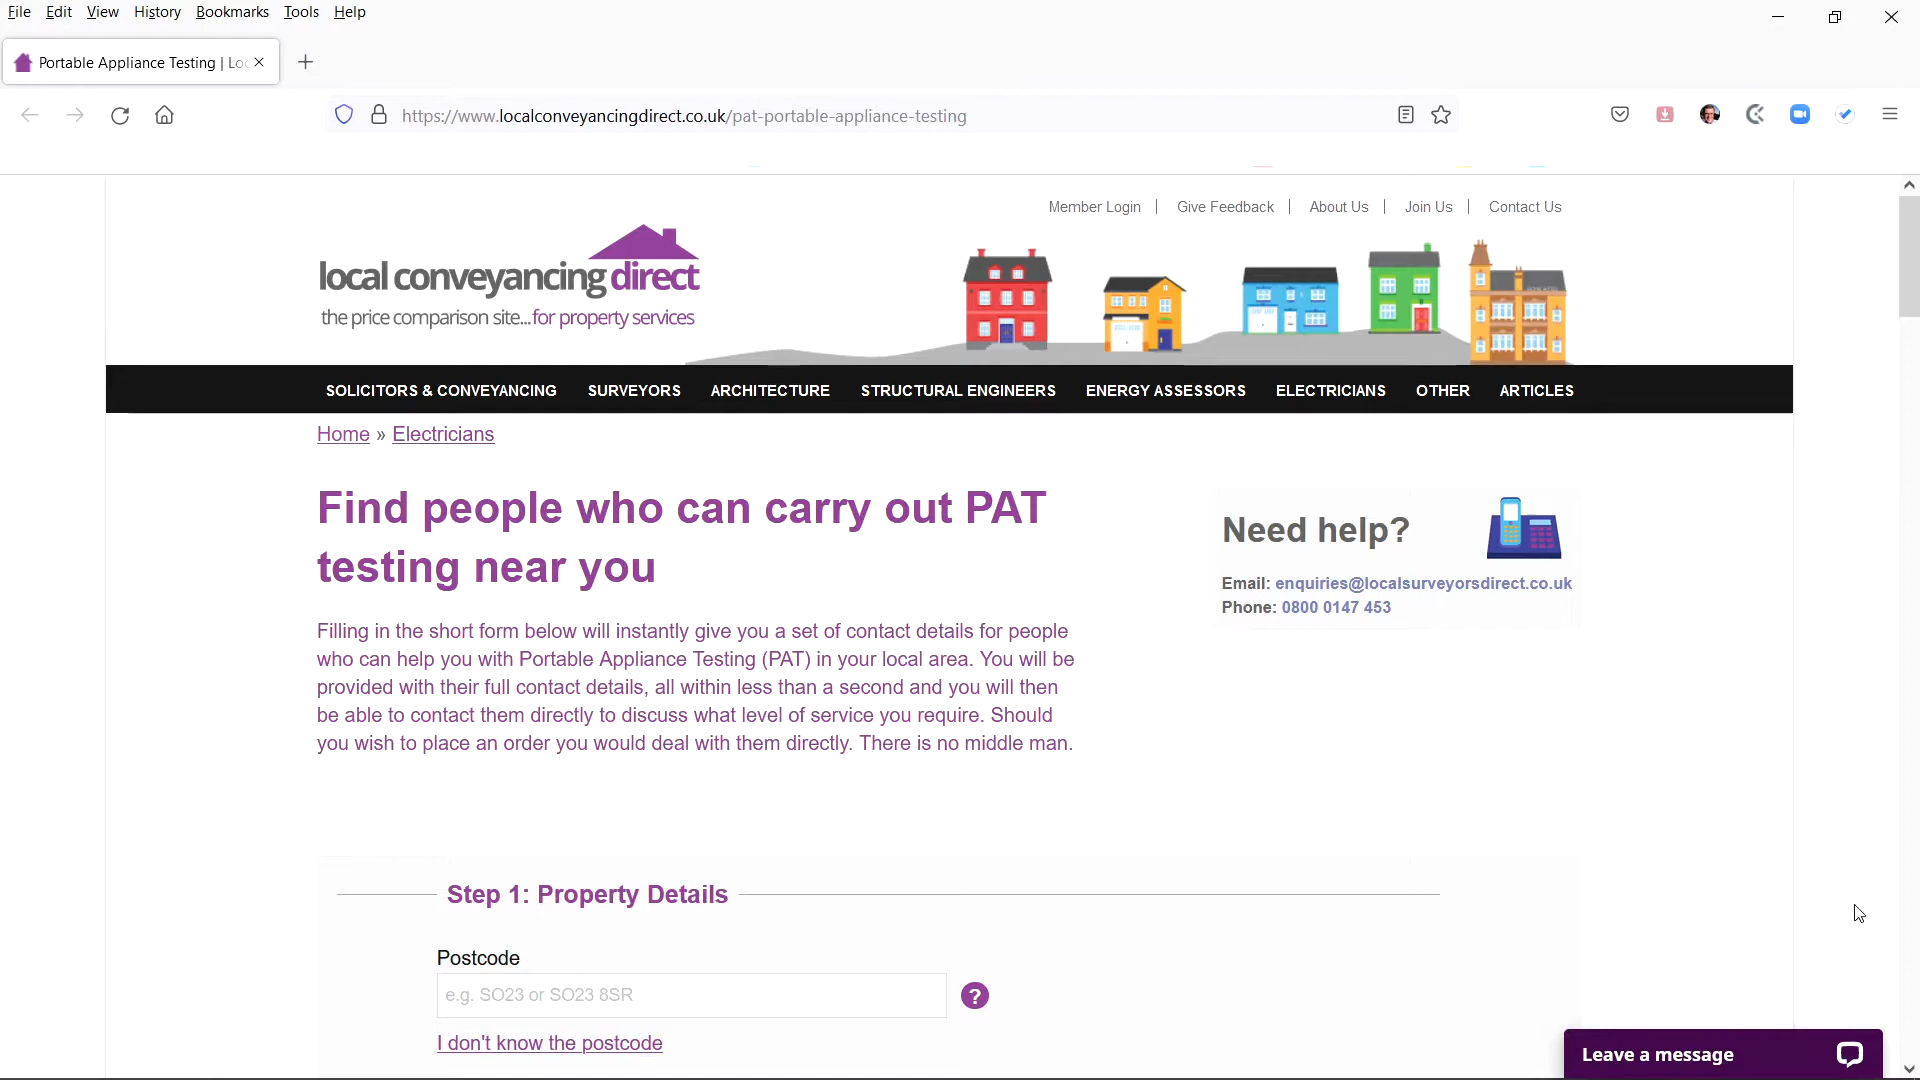 File Edit View History Bookmarks Tools Help
Portable Appliance Testing | Loc
https://www.localconveyancingdirect.co.uk/pat-portable-appliance-testing
Member Login | Give Feedback | About Us | Join Us | Contact Us
local conveyancing direct
the price comparison site...for property services
SOLICITORS & CONVEYANCING SURVEYORS ARCHITECTURE STRUCTURAL ENGINEERS ENERGY ASSESSORS ELECTRICIANS OTHER ARTICLES
Home » Electricians
Find people who can carry out PAT
testing near you
Filling in the short form below will instantly give you a set of contact details for people
who can help you with Portable Appliance Testing (PAT) in your local area. You will be
provided with their full contact details, all within less than a second and you will then
be able to contact them directly to discuss what level of service you require. Should
you wish to place an order you would deal with them directly. There is no middle man.
Need help?
Email: enquiries@localsurveyorsdirect.co.uk
Phone: 0800 0147 453
Step 1: Property Details
Postcode
e.g. SO23 or SO23 8SR
?
I don't know the postcode
Leave a message